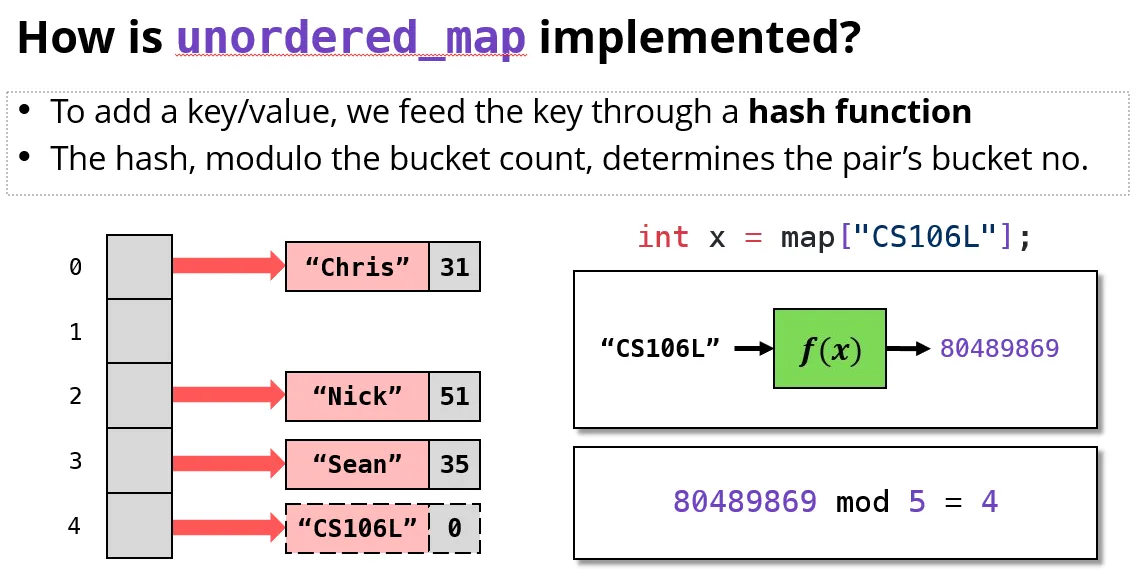 How is unordered_map implemented?
• To add a key/value, we feed the key through a hash function
• The hash, modulo the bucket count, determines the pair’s bucket no.
0
“Chris” 31
1
2
“Nick” 51
3
“Sean” 35
4
“CS106L” 0
int x = map["CS106L"];
“CS106L” f(x) 80489869
80489869 mod 5 = 4